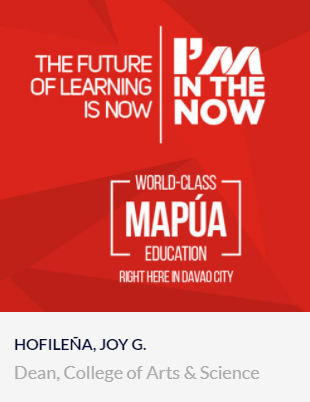 THE FUTURE
OF LEARNING
IS NOW
I'M
IN THE
NOW
WORLD-CLASS
MAPÚA
EDUCATION
RIGHT HERE IN DAVAO CITY
HOFILEÑA, JOY G.
Dean, College of Arts & Science